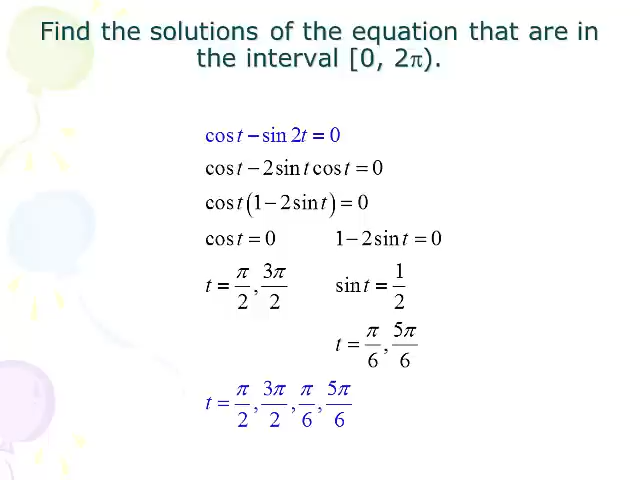 Find the solutions of the equation that are in
the interval [0, 2π).
cos t − sin 2t = 0
cos t − 2 sin t cos t = 0
cos t (1 − 2 sin t) = 0
cos t = 0    1 − 2 sin t = 0
t = π/2, 3π/2    sin t = 1/2
t = π/6, 5π/6
t = π/2, 3π/2, π/6, 5π/6